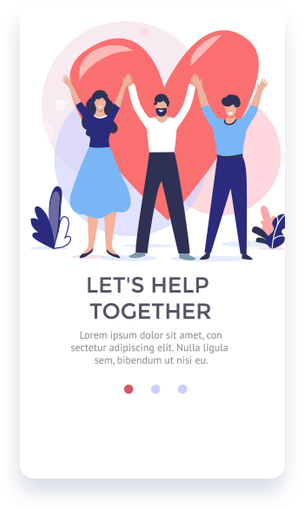 LET'S HELP
TOGETHER
Lorem ipsum dolor sit amet, con
sectetur adipiscing elit. Nulla ligula
sem, bibendum ut nisi eu.